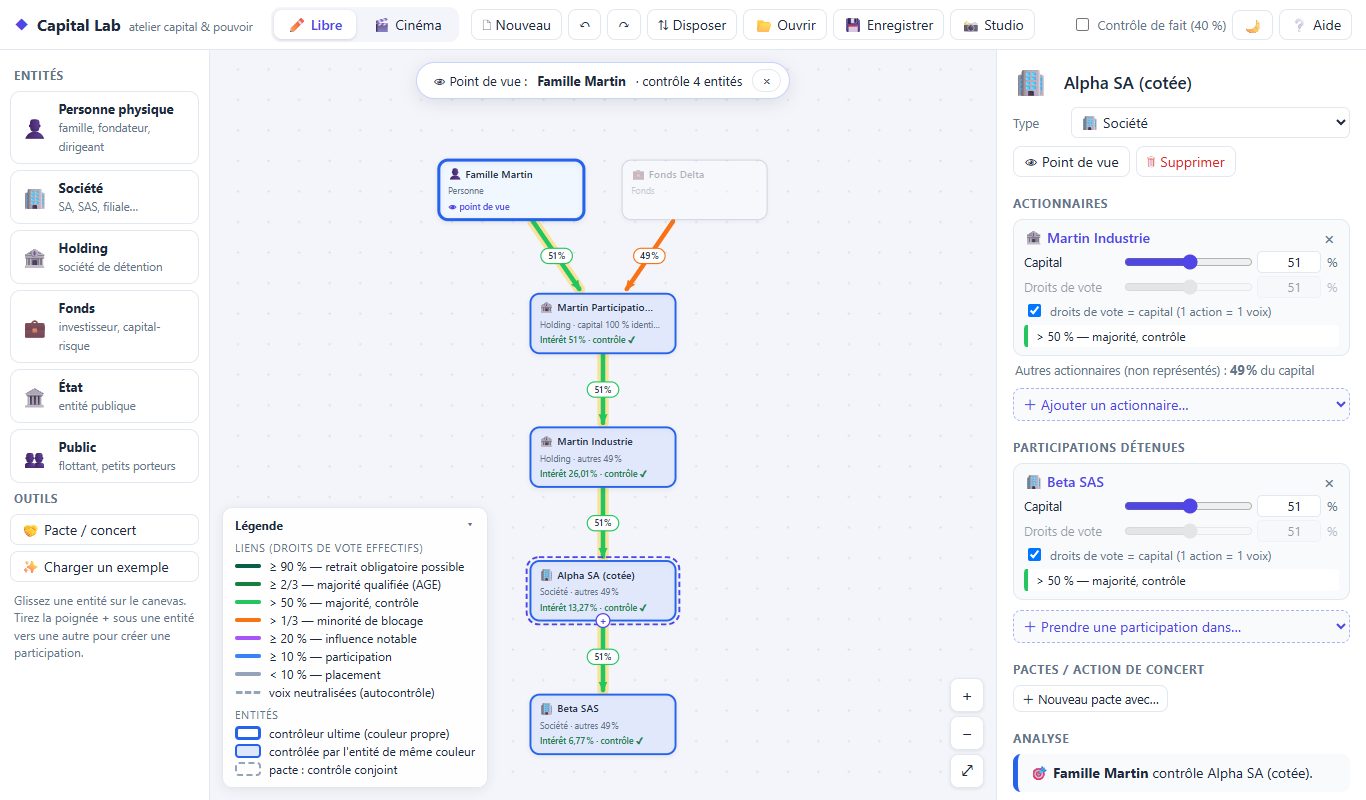 Capital Lab atelier capital & pouvoir
Libre
Cinéma
Nouveau
Disposer
Ouvrir
Enregistrer
Studio
Contrôle de fait (40 %)
Aide
ENTITÉS
Personne physique
famille, fondateur,
dirigeant
Société
SA, SAS, filiale...
Holding
société de détention
Fonds
investisseur, capital-
risque
État
entité publique
Public
flottant, petits porteurs
OUTILS
Pacte / concert
Charger un exemple
Glissez une entité sur le canevas.
Tirez la poignée + sous une entité
vers une autre pour créer une
participation.
Point de vue : Famille Martin · contrôle 4 entités ×
Famille Martin
Personne
point de vue
Fonds Delta
Fonds
51%
49%
Martin Participatio...
Holding · capital 100 % identi...
Intérêt 51% · contrôle ✓
51%
Martin Industrie
Holding · autres 49%
Intérêt 26,01% · contrôle ✓
51%
Alpha SA (cotée)
Société · autres 49%
Intérêt 13,27% · contrôle ✓
+
51%
Beta SAS
Société · autres 49%
Intérêt 6,77% · contrôle ✓
Légende
LIENS (DROITS DE VOTE EFFECTIFS)
≥ 90 % — retrait obligatoire possible
≥ 2/3 — majorité qualifiée (AGE)
> 50 % — majorité, contrôle
> 1/3 — minorité de blocage
≥ 20 % — influence notable
≥ 10 % — participation
< 10 % — placement
voix neutralisées (autocontrôle)
ENTITÉS
contrôleur ultime (couleur propre)
contrôlée par l'entité de même couleur
pacte : contrôle conjoint
+
−
Alpha SA (cotée)
Type Société
Point de vue
Supprimer
ACTIONNAIRES
Martin Industrie ×
Capital 51 %
Droits de vote 51 %
droits de vote = capital (1 action = 1 voix)
> 50 % — majorité, contrôle
Autres actionnaires (non représentés) : 49 % du capital
+ Ajouter un actionnaire...
PARTICIPATIONS DÉTENUES
Beta SAS ×
Capital 51 %
Droits de vote 51 %
droits de vote = capital (1 action = 1 voix)
> 50 % — majorité, contrôle
+ Prendre une participation dans...
PACTES / ACTION DE CONCERT
+ Nouveau pacte avec...
ANALYSE
Famille Martin contrôle Alpha SA (cotée).